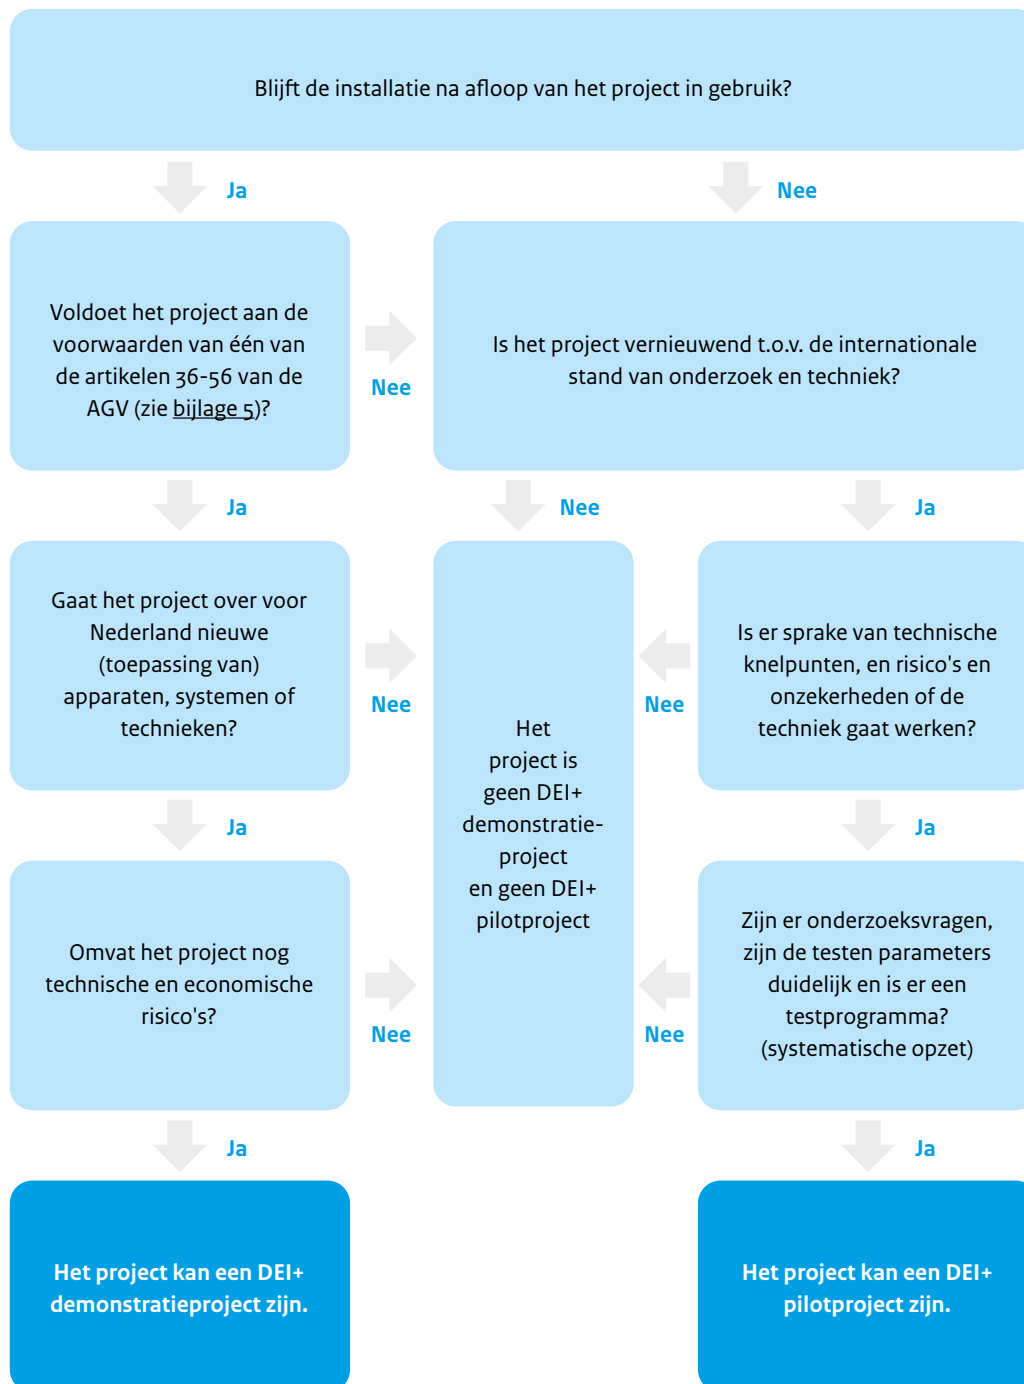 Blijft de installatie na afloop van het project in gebruik?
Ja
Nee
Voldoet het project aan de
voorwaarden van één van
de artikelen 36-56 van de
AGV (zie bijlage 5)?
Nee
Is het project vernieuwend t.o.v. de internationale
stand van onderzoek en techniek?
Ja
Nee
Ja
Gaat het project over voor
Nederland nieuwe
(toepassing van)
apparaten, systemen of
technieken?
Nee
Het
project is
geen DEI+
demonstratie-
project
en geen DEI+
pilotproject
Nee
Is er sprake van technische
knelpunten, en risico's en
onzekerheden of de
techniek gaat werken?
Ja
Ja
Omvat het project nog
technische en economische
risico's?
Nee
Nee
Zijn er onderzoeksvragen,
zijn de testen parameters
duidelijk en is er een
testprogramma?
(systematische opzet)
Ja
Ja
Het project kan een DEI+
demonstratieproject zijn.
Het project kan een DEI+
pilotproject zijn.